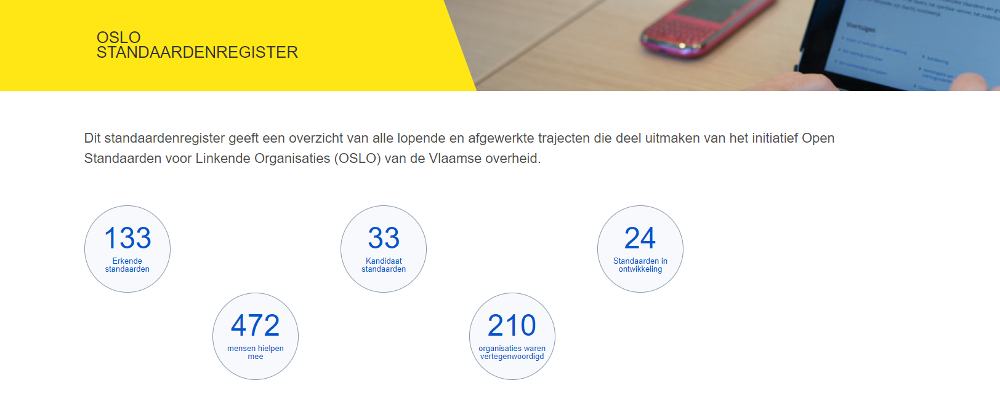 OSLO
STANDAARDENREGISTER
Voertuigen
Dit standaardenregister geeft een overzicht van alle lopende en afgewerkte trajecten die deel uitmaken van het initiatief Open
Standaarden voor Linkende Organisaties (OSLO) van de Vlaamse overheid.
133
Erkende
standaarden
33
Kandidaat
standaarden
24
Standaarden in
ontwikkeling
472
mensen hielpen
mee
210
organisaties waren
vertegenwoordigd